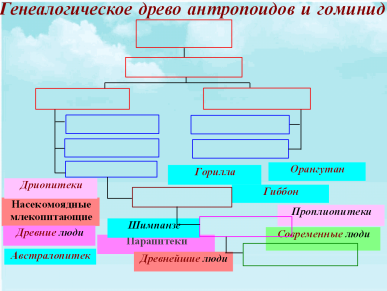 Генеалогическое древо антропоидов и гоминид
Горилла
Орангутан
Дриопитеки
Гиббон
Насекомоядные
млекопитающие
Проплиопитеки
Шимпанзе
Древние люди
Парапитеки
Современные люди
Австралопитек
Древнейшие люди